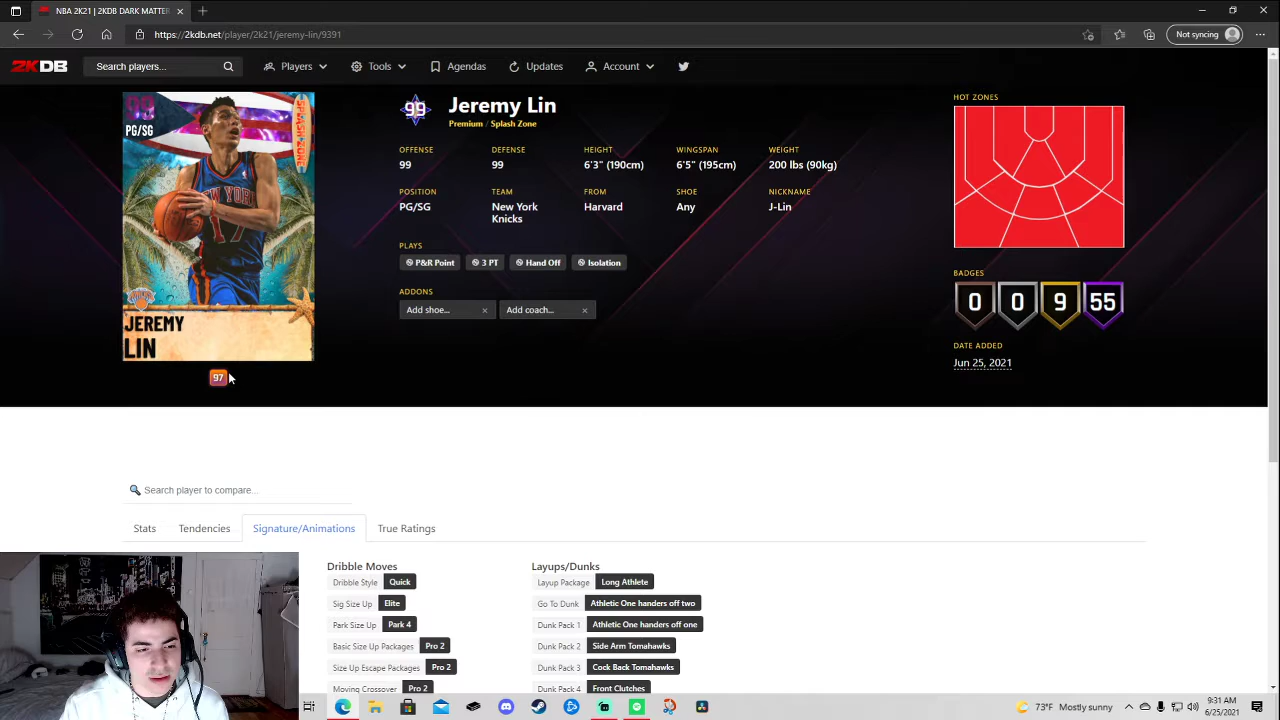 NBA 2K21 | 2KDB DARK MATTER
https://2kdb.net/player/2k21/jeremy-lin/9391
Not syncing
2KDB
Search players...
Players
Tools
Agendas
Updates
Account
99
PG/SG
SPLASH ZONE
NEW YORK
17
JEREMY
LIN
97
99
Jeremy Lin
Premium / Splash Zone
OFFENSE
99
DEFENSE
99
HEIGHT
6'3" (190cm)
WINGSPAN
6'5" (195cm)
WEIGHT
200 lbs (90kg)
POSITION
PG/SG
TEAM
New York
Knicks
FROM
Harvard
SHOE
Any
NICKNAME
J-Lin
PLAYS
P&R Point
3 PT
Hand Off
Isolation
ADDONS
Add shoe...
Add coach...
HOT ZONES
BADGES
0
0
9
55
DATE ADDED
Jun 25, 2021
Search player to compare...
Stats
Tendencies
Signature/Animations
True Ratings
Dribble Moves
Dribble Style Quick
Sig Size Up Elite
Park Size Up Park 4
Basic Size Up Packages Pro 2
Size Up Escape Packages Pro 2
Moving Crossover Pro 2
Layups/Dunks
Layup Package Long Athlete
Go To Dunk Athletic One handers off two
Dunk Pack 1 Athletic One handers off one
Dunk Pack 2 Side Arm Tomahawks
Dunk Pack 3 Cock Back Tomahawks
Dunk Pack 4 Front Clutches
73°F Mostly sunny
9:31 AM
6/25/2021